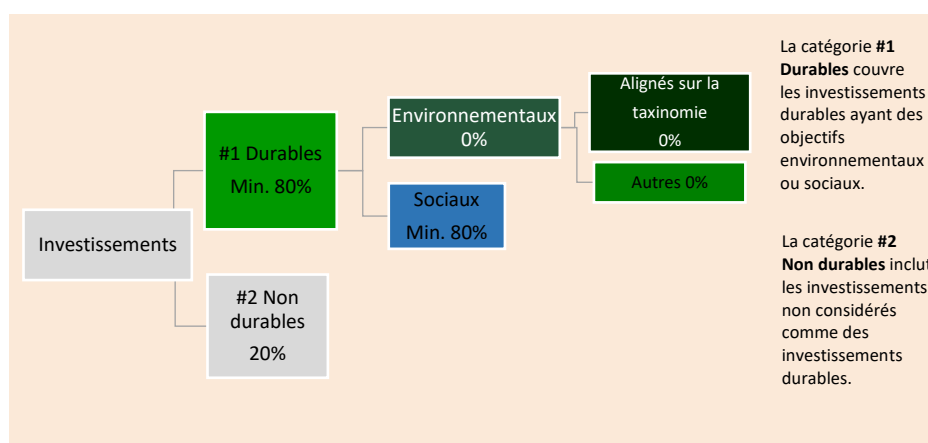 Investissements
#1 Durables
Min. 80%
#2 Non
durables
20%
Environnementaux
0%
Sociaux
Min. 80%
Alignés sur la
taxinomie
0%
Autres 0%
La catégorie #1
Durables couvre
les investissements
durables ayant des
objectifs
environnementaux
ou sociaux.
La catégorie #2
Non durables inclut
les investissements
non considérés
comme des
investissements
durables.